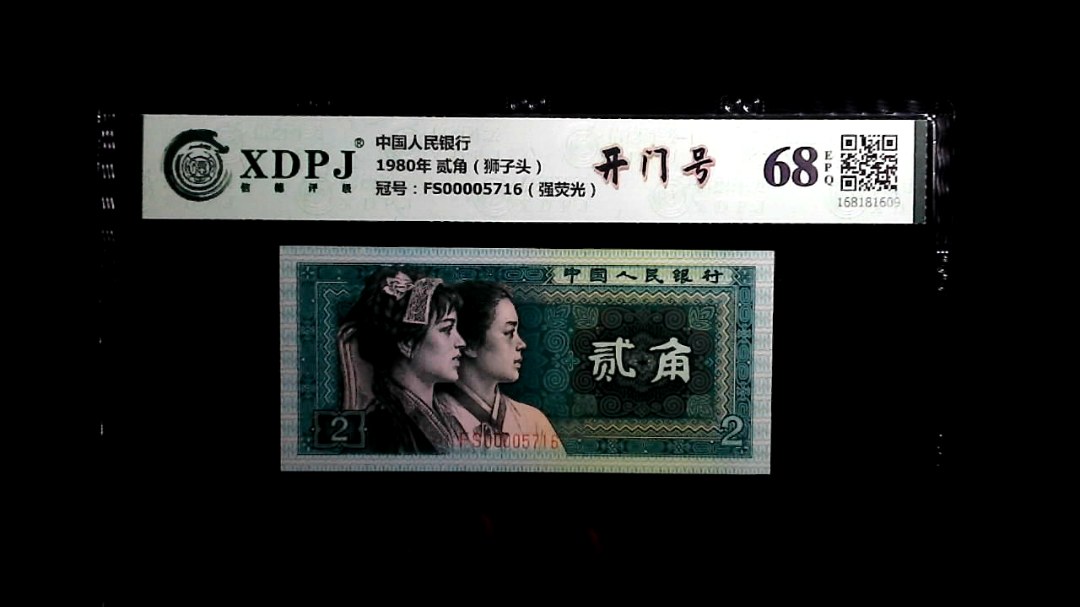 XDPJ®
信德评级
中国人民银行
1980年 贰角（狮子头）
冠号：FS00005716（强荧光）
开门号
68
EPQ
168181609
中国人民银行
贰角
2
FS00005716
2